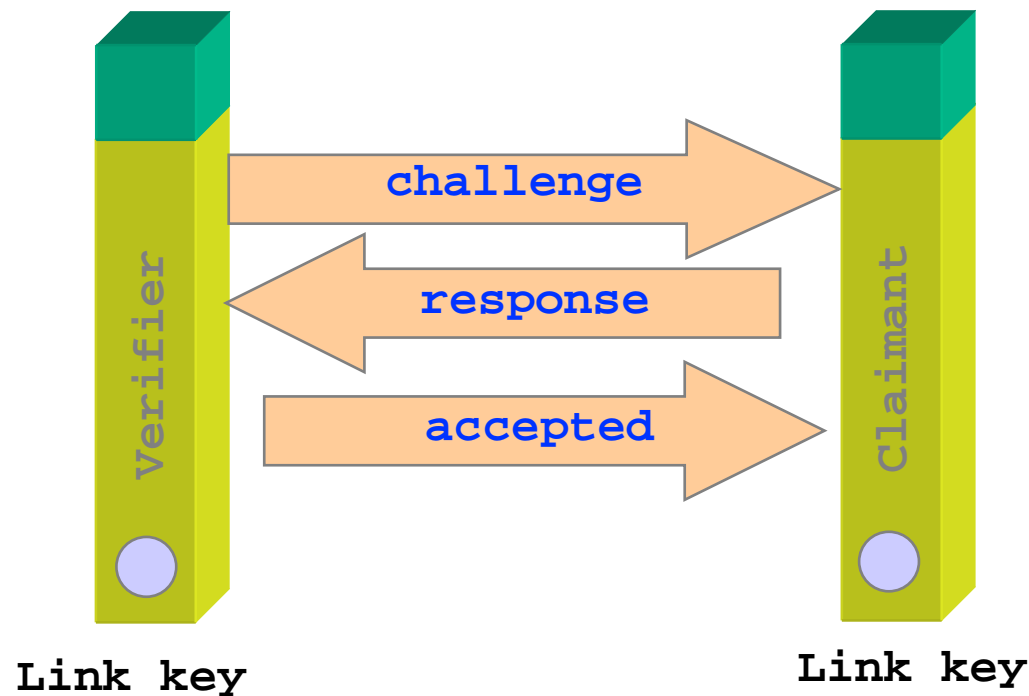 challenge
response
accepted
Verifier
Claimant
Link key
Link key